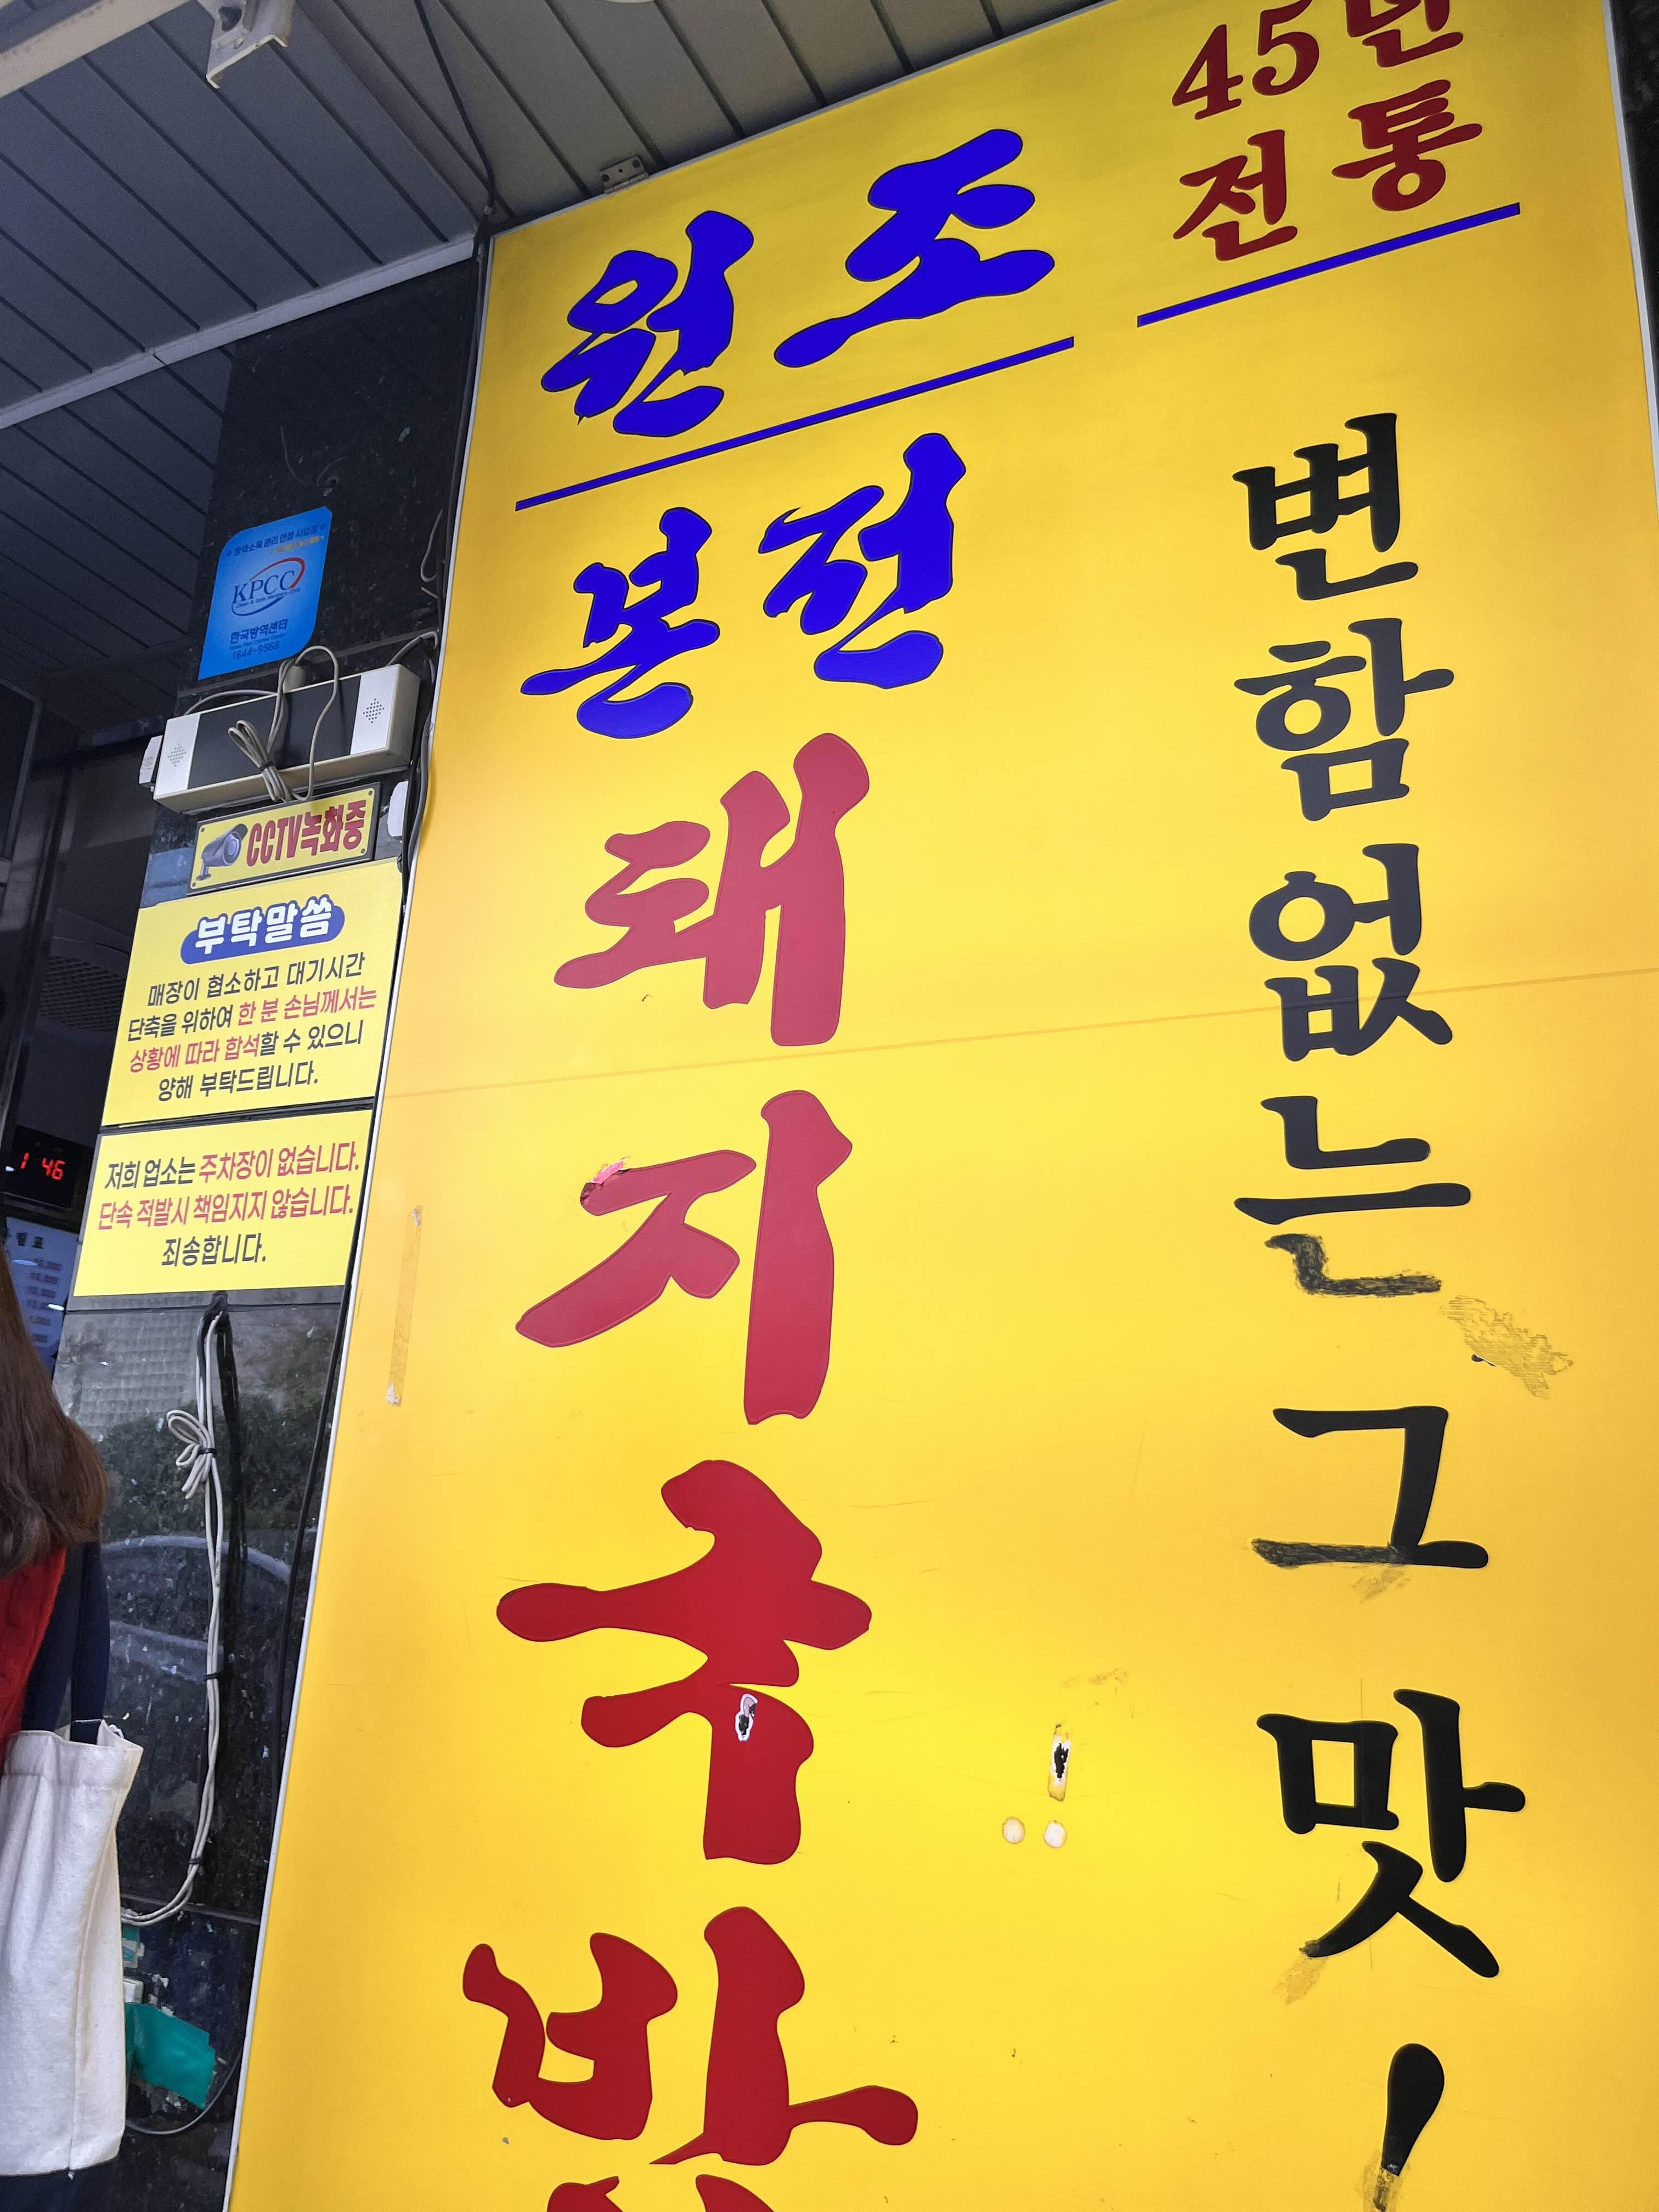 45년
전통
원조
본전
돼지국밥
변함없는 그 맛!
KPCC
한국방역센터
1644-9568
CCTV녹화중
부탁말씀
매장이 협소하고 대기시간
단축을 위하여 한 분 손님께서는
상황에 따라 합석할 수 있으니
양해 부탁드립니다.
저희 업소는 주차장이 없습니다.
단속 적발시 책임지지 않습니다.
죄송합니다.
1 46